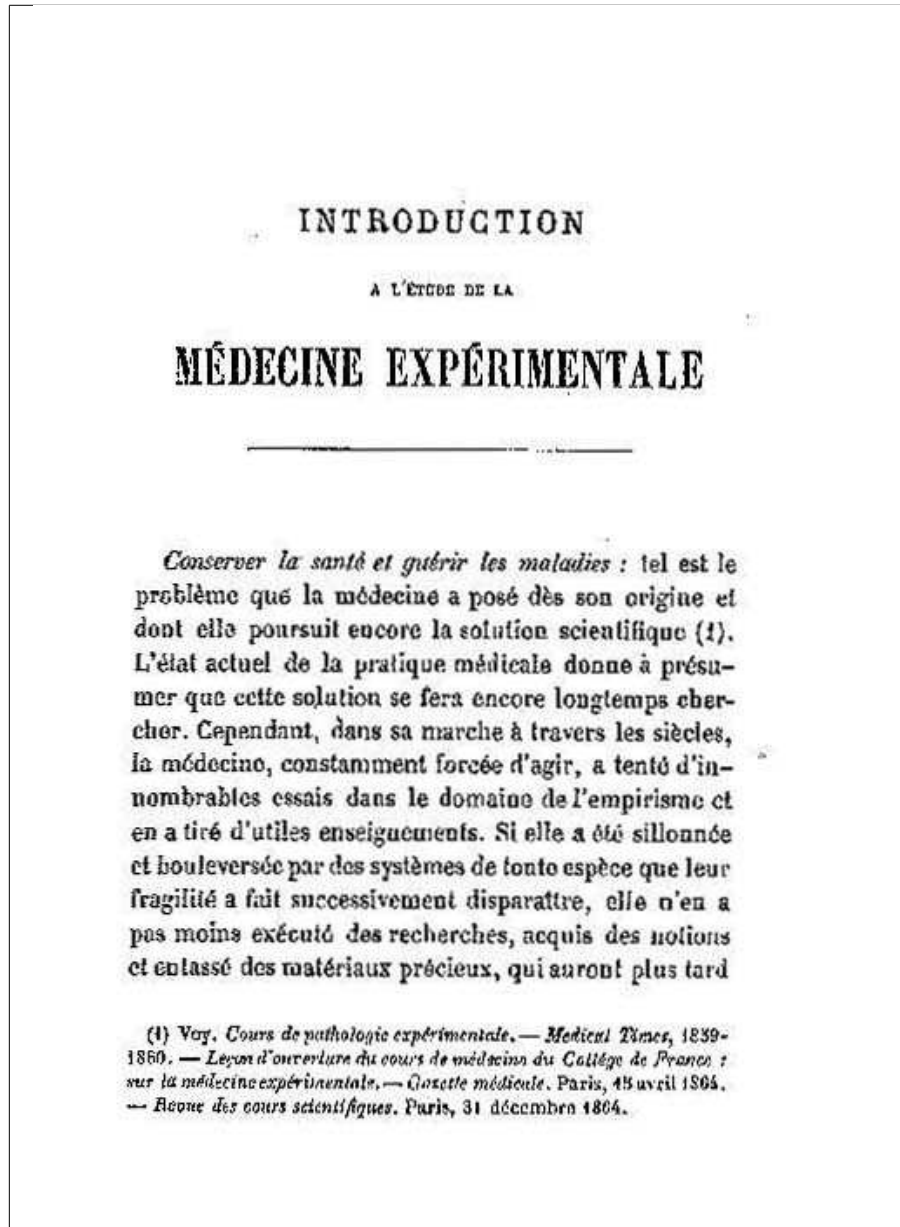 INTRODUCTION
A L'ÉTUDE DE LA
MÉDECINE EXPÉRIMENTALE
Conserver la santé et guérir les maladies : tel est le
problème que la médecine a posé dès son origine et
dont elle poursuit encore la solution scientifique (1).
L'état actuel de la pratique médicale donne à présu-
mer que cette solution se fera encore longtemps cher-
cher. Cependant, dans sa marche à travers les siècles,
la médecine, constamment forcée d'agir, a tenté d'in-
nombrables essais dans le domaine de l'empirisme et
en a tiré d'utiles enseignements. Si elle a été sillonnée
et bouleversée par des systèmes de toute espèce que leur
fragilité a fait successivement disparaître, elle n'en a
pas moins exécuté des recherches, acquis des notions
et entassé des matériaux précieux, qui auront plus tard
(1) Voy. Cours de pathologie expérimentale. — Medical Times, 1859-
1860. — Leçon d'ouverture du cours de médecine du Collége de France :
sur la médecine expérimentale. — Gazette médicale. Paris, 15 avril 1864.
— Revue des cours scientifiques. Paris, 31 décembre 1864.